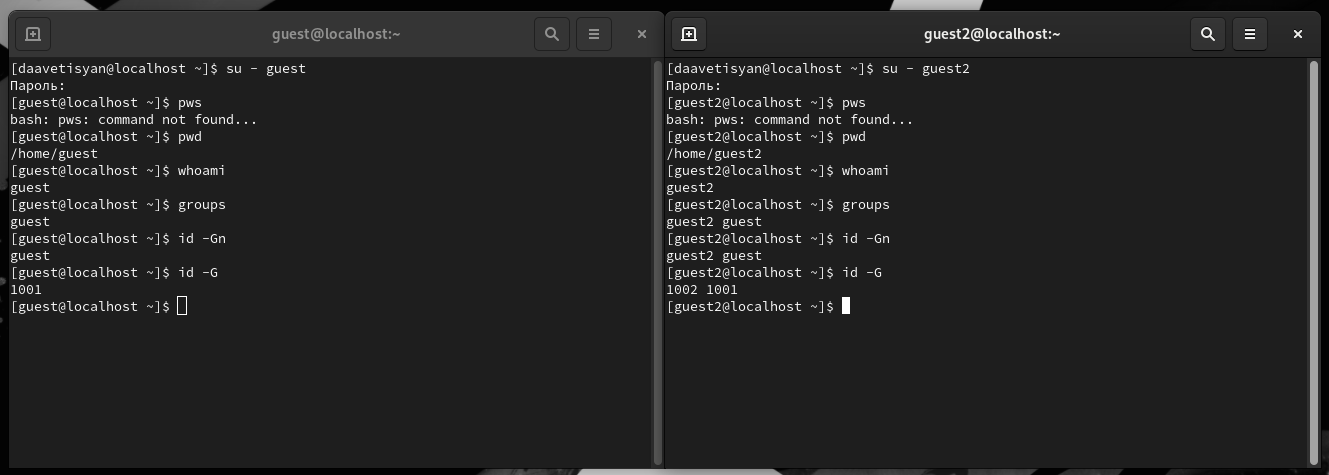 guest@localhost:~
[daavetisyan@localhost ~]$ su - guest
Пароль:
[guest@localhost ~]$ pws
bash: pws: command not found...
[guest@localhost ~]$ pwd
/home/guest
[guest@localhost ~]$ whoami
guest
[guest@localhost ~]$ groups
guest
[guest@localhost ~]$ id -Gn
guest
[guest@localhost ~]$ id -G
1001
[guest@localhost ~]$
guest2@localhost:~
[daavetisyan@localhost ~]$ su - guest2
Пароль:
[guest2@localhost ~]$ pws
bash: pws: command not found...
[guest2@localhost ~]$ pwd
/home/guest2
[guest2@localhost ~]$ whoami
guest2
[guest2@localhost ~]$ groups
guest2 guest
[guest2@localhost ~]$ id -Gn
guest2 guest
[guest2@localhost ~]$ id -G
1002 1001
[guest2@localhost ~]$